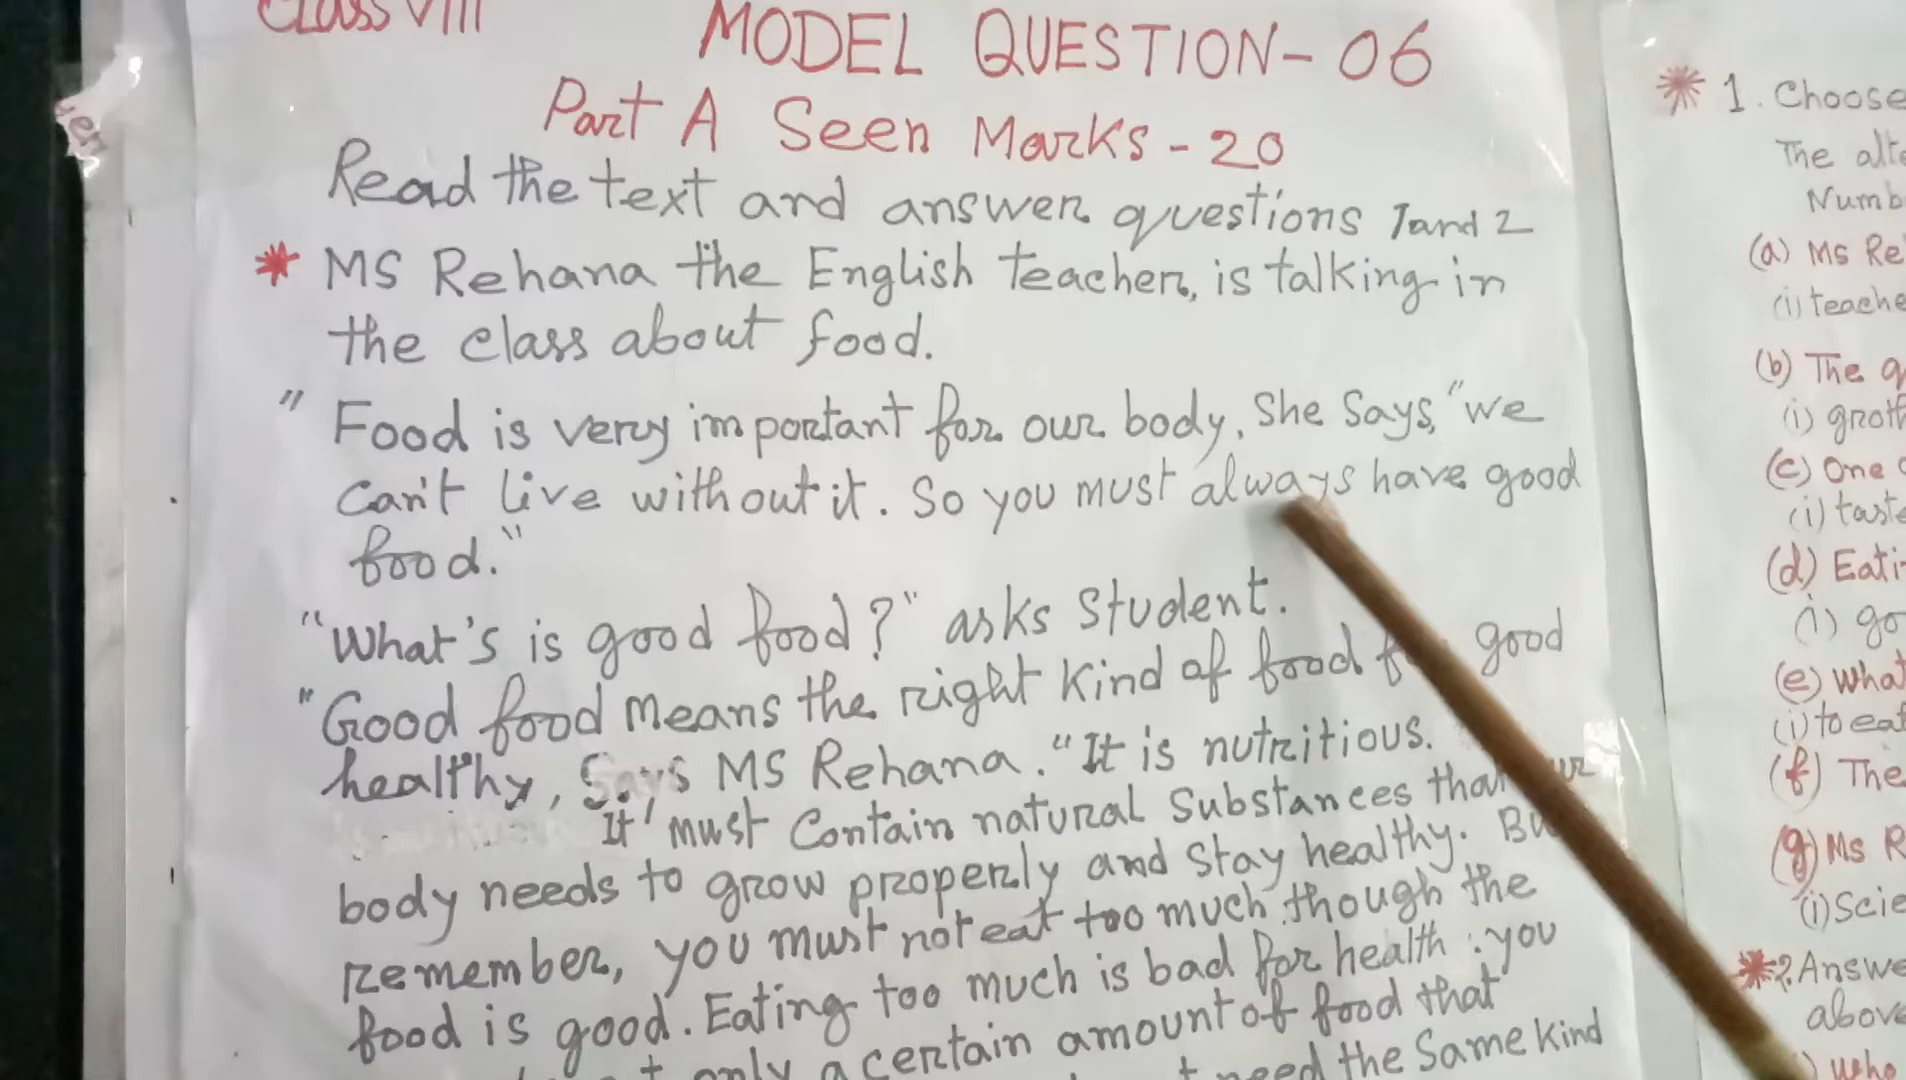 Class VIII
MODEL QUESTION-06
Part A Seen Marks-20
Read the text and answer questions 1and 2
* MS Rehana the English teacher, is talking in
the class about food.
"Food is very important for our body, She Says, "we
can't live without it. So you must always have good
food."
"What's is good food?" asks Student.
"Good food means the right kind of food good
healthy, Says MS Rehana. "It is nutritious.
It' must contain natural Substances that
body needs to grow properly and stay healthy. But
remember, you must not eat too much though the
food is good. Eating too much is bad for health : you
only a certain amount of food that
need the Same kind
* 1. Choose
The
Numb
(a) Ms Re
(i) teache
(b) The
(i)
(c) One
(i) tast
(d) Eati
(i) go
(e) What
(i) to eat
(f) The
(g) Ms R
(i) Scie
* 2. Answe
above
who